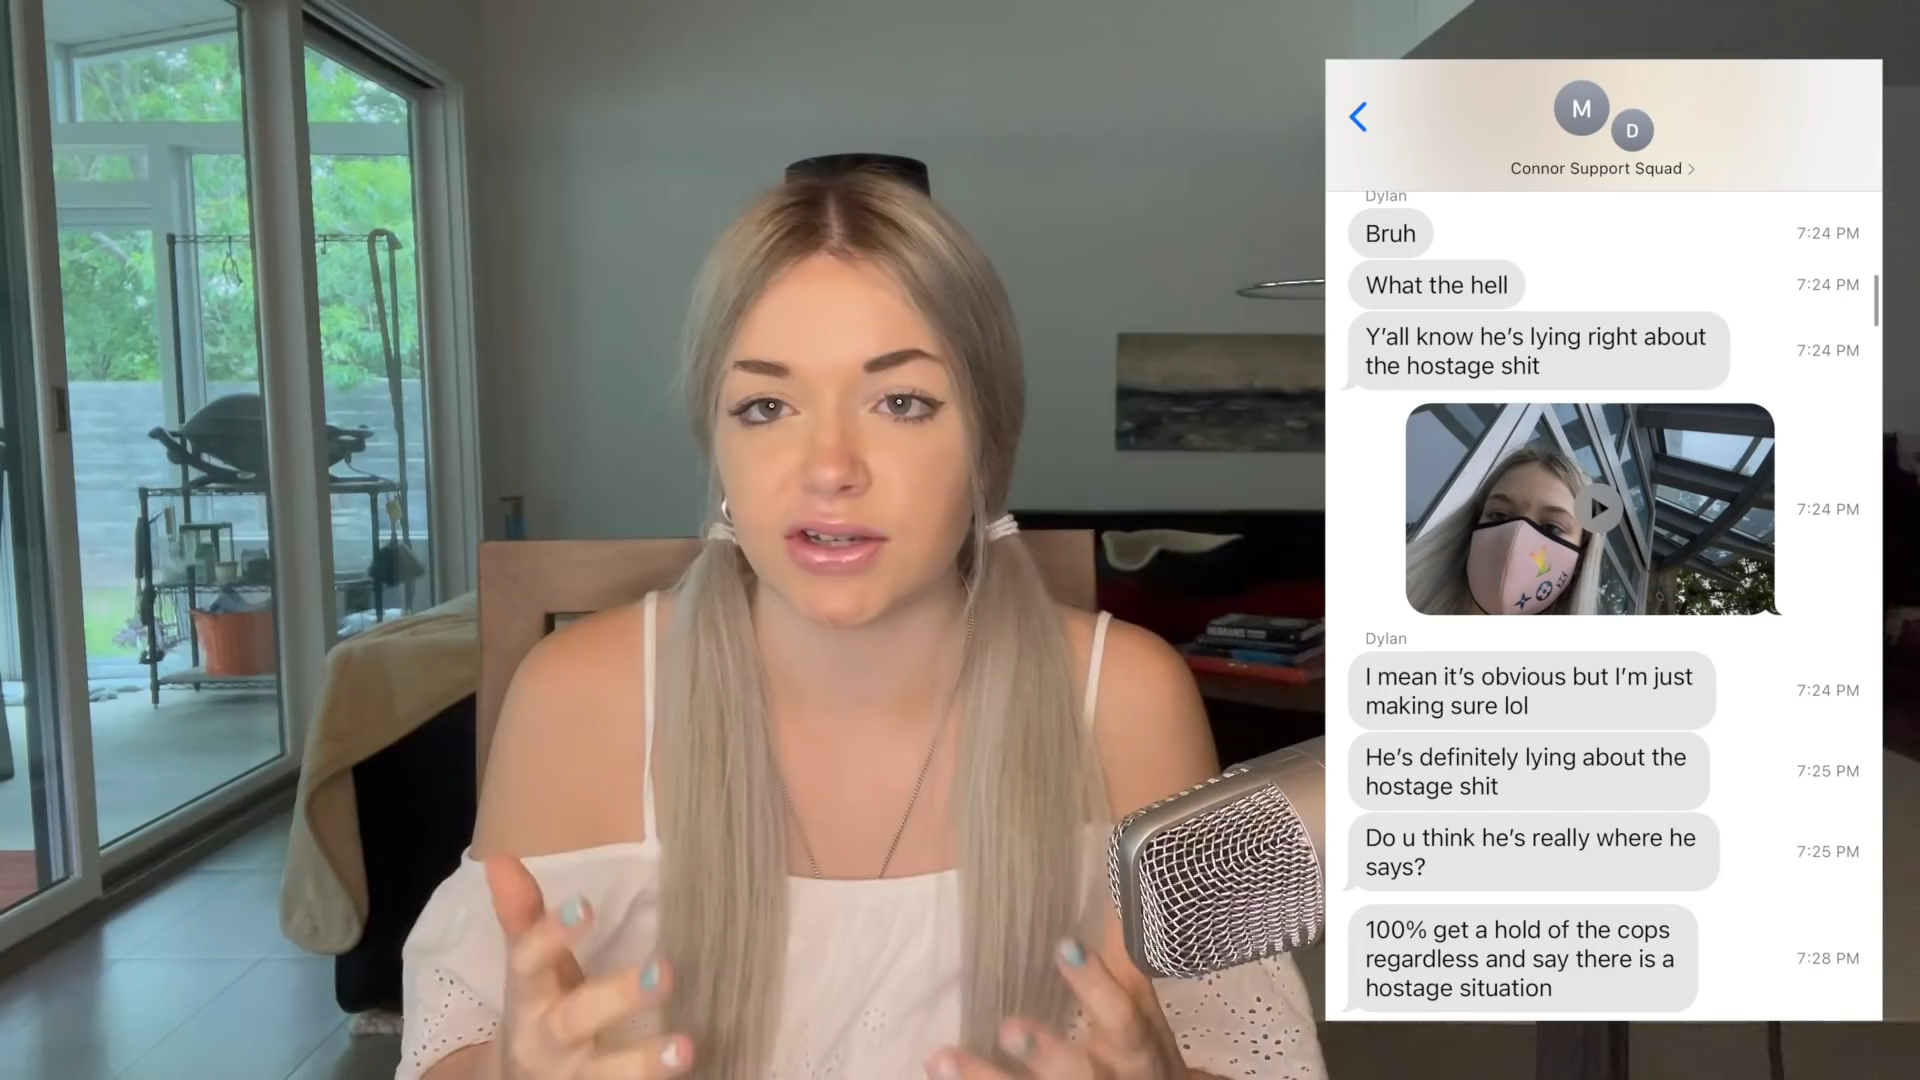 M
D
Connor Support Squad
Dylan
Bruh
7:24 PM
What the hell
7:24 PM
Y'all know he's lying right about
the hostage shit
7:24 PM
7:24 PM
Dylan
I mean it's obvious but I'm just
making sure lol
7:24 PM
He's definitely lying about the
hostage shit
7:25 PM
Do u think he's really where he
says?
7:25 PM
100% get a hold of the cops
regardless and say there is a
hostage situation
7:28 PM